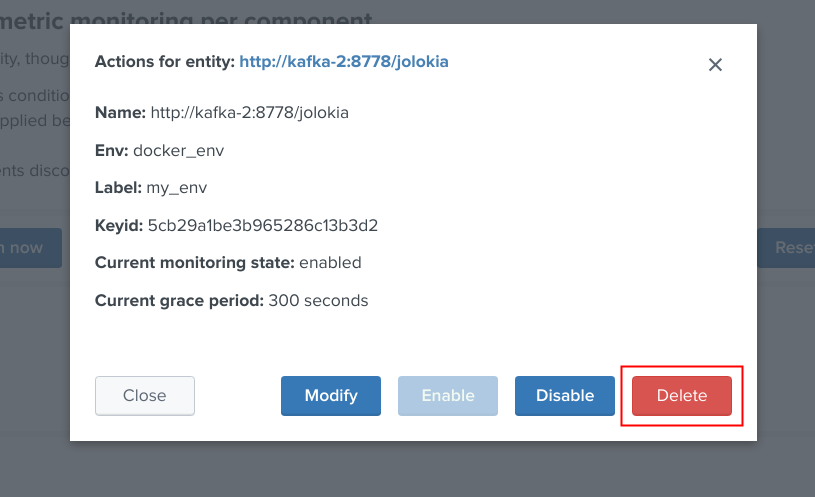 metric monitoring per component
Actions for entity: http://kafka-2:8778/jolokia
ity, thoug
Name: http://kafka-2:8778/jolokia
s conditio
pplied be
Env: docker_env
nts disco
Label: my_env
Keyid: 5cb29a1be3b965286c13b3d2
n now
Reset
Current monitoring state: enabled
Current grace period: 300 seconds
Close
Modify
Enable
Disable
Delete